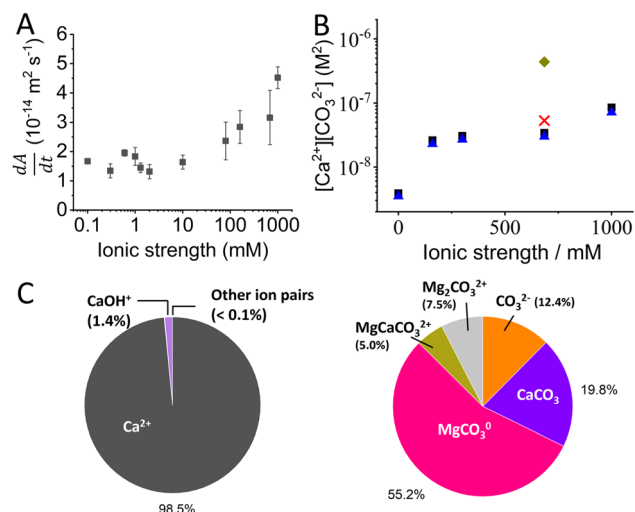 A
6
5
4
3
2
1
0
dA
dt
(10⁻¹⁴ m² s⁻¹)
0.1
1
10
100
1000
Ionic strength (mM)
B
[Ca²⁺][CO₃²⁻] (M²)
10⁻⁶
10⁻⁷
10⁻⁸
0
500
1000
Ionic strength / mM
C
CaOH⁺
(1.4%)
Other ion pairs
(< 0.1%)
Ca²⁺
98.5%
Mg₂CO₃²⁺
(7.5%)
CO₃²⁻ (12.4%)
MgCaCO₃²⁺
(5.0%)
CaCO₃
19.8%
MgCO₃⁰
55.2%